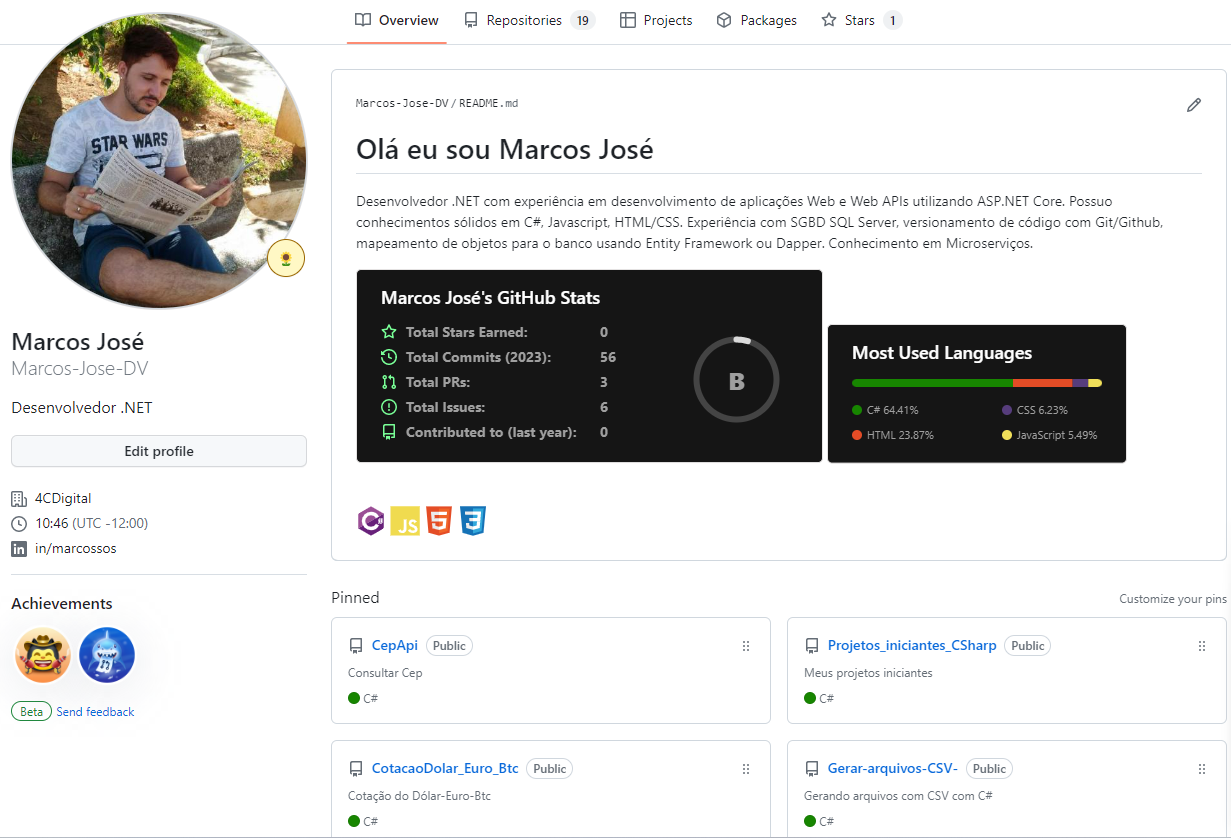 Overview
Repositories 19
Projects
Packages
Stars 1
STAR WARS
Marcos José
Marcos-Jose-DV
Desenvolvedor .NET
Edit profile
4CDigital
10:46 (UTC -12:00)
in/marcossos
Achievements
Beta Send feedback
Marcos-Jose-DV / README.md
Olá eu sou Marcos José
Desenvolvedor .NET com experiência em desenvolvimento de aplicações Web e Web APIs utilizando ASP.NET Core. Possuo
conhecimentos sólidos em C#, Javascript, HTML/CSS. Experiência com SGBD SQL Server, versionamento de código com Git/Github,
mapeamento de objetos para o banco usando Entity Framework ou Dapper. Conhecimento em Microserviços.
Marcos José's GitHub Stats
Total Stars Earned: 0
Total Commits (2023): 56
Total PRs: 3
Total Issues: 6
Contributed to (last year): 0
B
Most Used Languages
C# 64.41%
CSS 6.23%
HTML 23.87%
JavaScript 5.49%
C#
JS
5
3
Pinned
Customize your pins
CepApi Public
Consultar Cep
C#
Projetos_iniciantes_CSharp Public
Meus projetos iniciantes
C#
CotacaoDolar_Euro_Btc Public
Cotação do Dólar-Euro-Btc
C#
Gerar-arquivos-CSV- Public
Gerando arquivos com CSV com C#
C#